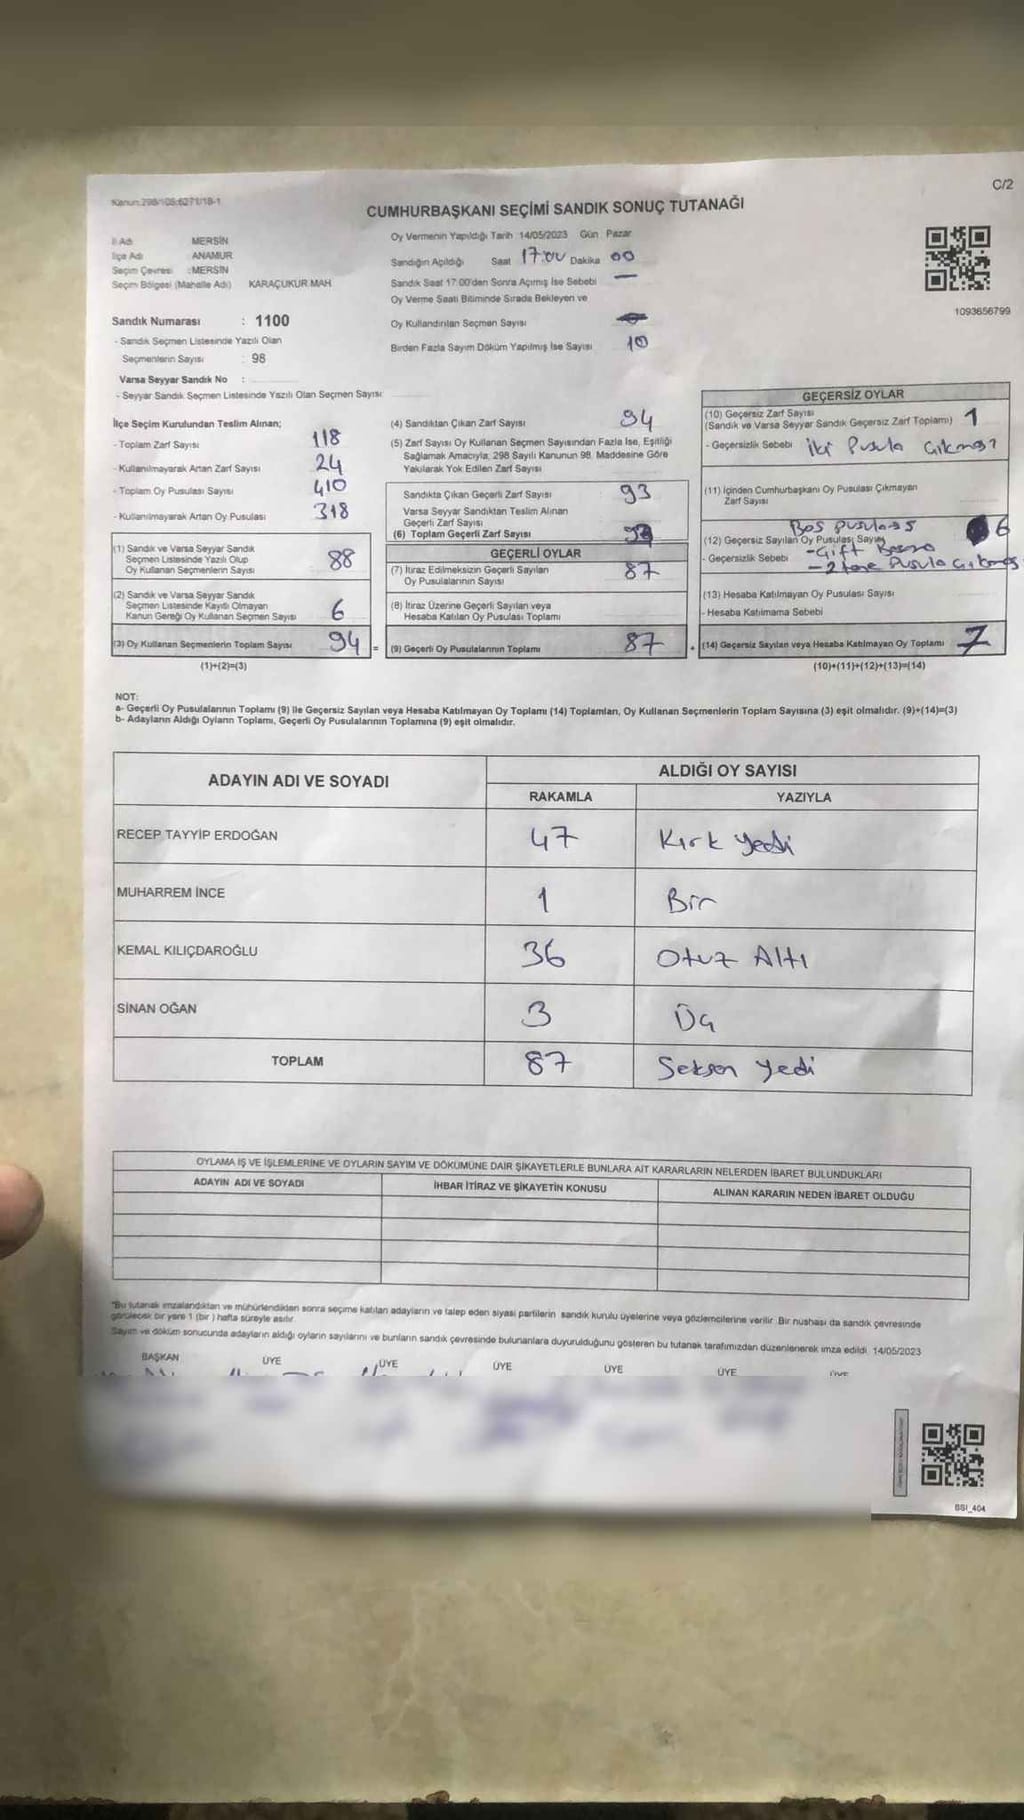 Kanun:298/105;6271/18-1
C/2
CUMHURBAŞKANI SEÇİMİ SANDIK SONUÇ TUTANAĞI
İl Adı MERSİN
İlçe Adı ANAMUR
Seçim Çevresi :MERSİN
Seçim Bölgesi (Mahalle Adı) KARAÇUKUR MAH
Sandık Numarası : 1100
- Sandık Seçmen Listesinde Yazılı Olan
Seçmenlerin Sayısı : 98
Varsa Seyyar Sandık No :
- Seyyar Sandık Seçmen Listesinde Yazılı Olan Seçmen Sayısı:
Oy Vermenin Yapıldığı Tarih 14/05/2023 Gün Pazar
Sandığın Açıldığı Saat 17:00 Dakika 00
Sandık Saat 17:00'den Sonra Açımış İse Sebebi —
Oy Verme Saati Bitiminde Sırada Bekleyen ve
Oy Kullandırılan Seçmen Sayısı
Birden Fazla Sayım Döküm Yapılmış İse Sayısı 10
1093656799
İlçe Seçim Kurulundan Teslim Alınan;
- Toplam Zarf Sayısı 118
- Kullanılmayarak Artan Zarf Sayısı 24
- Toplam Oy Pusulası Sayısı 410
- Kullanılmayarak Artan Oy Pusulası 318
(1) Sandık ve Varsa Seyyar Sandık
Seçmen Listesinde Yazılı Olup
Oy Kullanan Seçmenlerin Sayısı 88
(2) Sandık ve Varsa Seyyar Sandık
Seçmen Listesinde Kayıtlı Olmayan
Kanun Gereği Oy Kullanan Seçmen Sayısı 6
(3) Oy Kullanan Seçmenlerin Toplam Sayısı 94 =
(1)+(2)=(3)
(4) Sandıktan Çıkan Zarf Sayısı 94
(5) Zarf Sayısı Oy Kullanan Seçmen Sayısından Fazla İse, Eşitliği
Sağlamak Amacıyla, 298 Sayılı Kanunun 98. Maddesine Göre
Yakılarak Yok Edilen Zarf Sayısı
Sandıkta Çıkan Geçerli Zarf Sayısı 93
Varsa Seyyar Sandıktan Teslim Alınan
Geçerli Zarf Sayısı
(6) Toplam Geçerli Zarf Sayısı 93
GEÇERLİ OYLAR
(7) İtiraz Edilmeksizin Geçerli Sayılan
Oy Pusulalarının Sayısı 87
(8) İtiraz Üzerine Geçerli Sayılan veya
Hesaba Katılan Oy Pusulası Toplamı
(9) Geçerli Oy Pusulalarının Toplamı 87 +
GEÇERSİZ OYLAR
(10) Geçersiz Zarf Sayısı
(Sandık ve Varsa Seyyar Sandık Geçersiz Zarf Toplamı) 1
- Geçersizlik Sebebi İki Pusula Çıkması
(11) İçinden Cumhurbaşkanı Oy Pusulası Çıkmayan
Zarf Sayısı
Boş Pusulass
(12) Geçersiz Sayılan Oy Pusulası Sayısı 6
- Geçersizlik Sebebi -Çift Basıo
-2 tane Pusula Çıkmas
(13) Hesaba Katılmayan Oy Pusulası Sayısı
- Hesaba Katılmama Sebebi
(14) Geçersiz Sayılan veya Hesaba Katılmayan Oy Toplamı 7
(10)+(11)+(12)+(13)=(14)
NOT:
a- Geçerli Oy Pusulalarının Toplamı (9) ile Geçersiz Sayılan veya Hesaba Katılmayan Oy Toplamı (14) Toplamları, Oy Kullanan Seçmenlerin Toplam Sayısına (3) eşit olmalıdır. (9)+(14)=(3)
b- Adayların Aldığı Oyların Toplamı, Geçerli Oy Pusulalarının Toplamına (9) eşit olmalıdır.
ADAYIN ADI VE SOYADI ALDIĞI OY SAYISI
RAKAMLA YAZIYLA
RECEP TAYYİP ERDOĞAN 47 Kırk yedi
MUHARREM İNCE 1 Bir
KEMAL KILIÇDAROĞLU 36 Otuz Altı
SİNAN OĞAN 3 Üç
TOPLAM 87 Seksen yedi
OYLAMA İŞ VE İŞLEMLERİNE VE OYLARIN SAYIM VE DÖKÜMÜNE DAİR ŞİKAYETLERLE BUNLARA AİT KARARLARIN NELERDEN İBARET BULUNDUKLARI
ADAYIN ADI VE SOYADI İHBAR İTİRAZ VE ŞİKAYETİN KONUSU ALINAN KARARIN NEDEN İBARET OLDUĞU
"Bu tutanak imzalandıktan ve mühürlendikten sonra seçime katılan adayların ve talep eden siyasi partilerin sandık kurulu üyelerine veya gözlemcilerine verilir. Bir nushası da sandık çevresinde
görülecek bir yere 1 (bir ) hafta süreyle asılır.
Sayım ve döküm sonucunda adayların aldığı oyların sayılarını ve bunların sandık çevresinde bulunanlara duyurulduğunu gösteren bu tutanak tarafımızdan düzenlenerek imza edildi. 14/05/2023
BAŞKAN ÜYE ÜYE ÜYE ÜYE ÜYE ÜYE
BSI_404